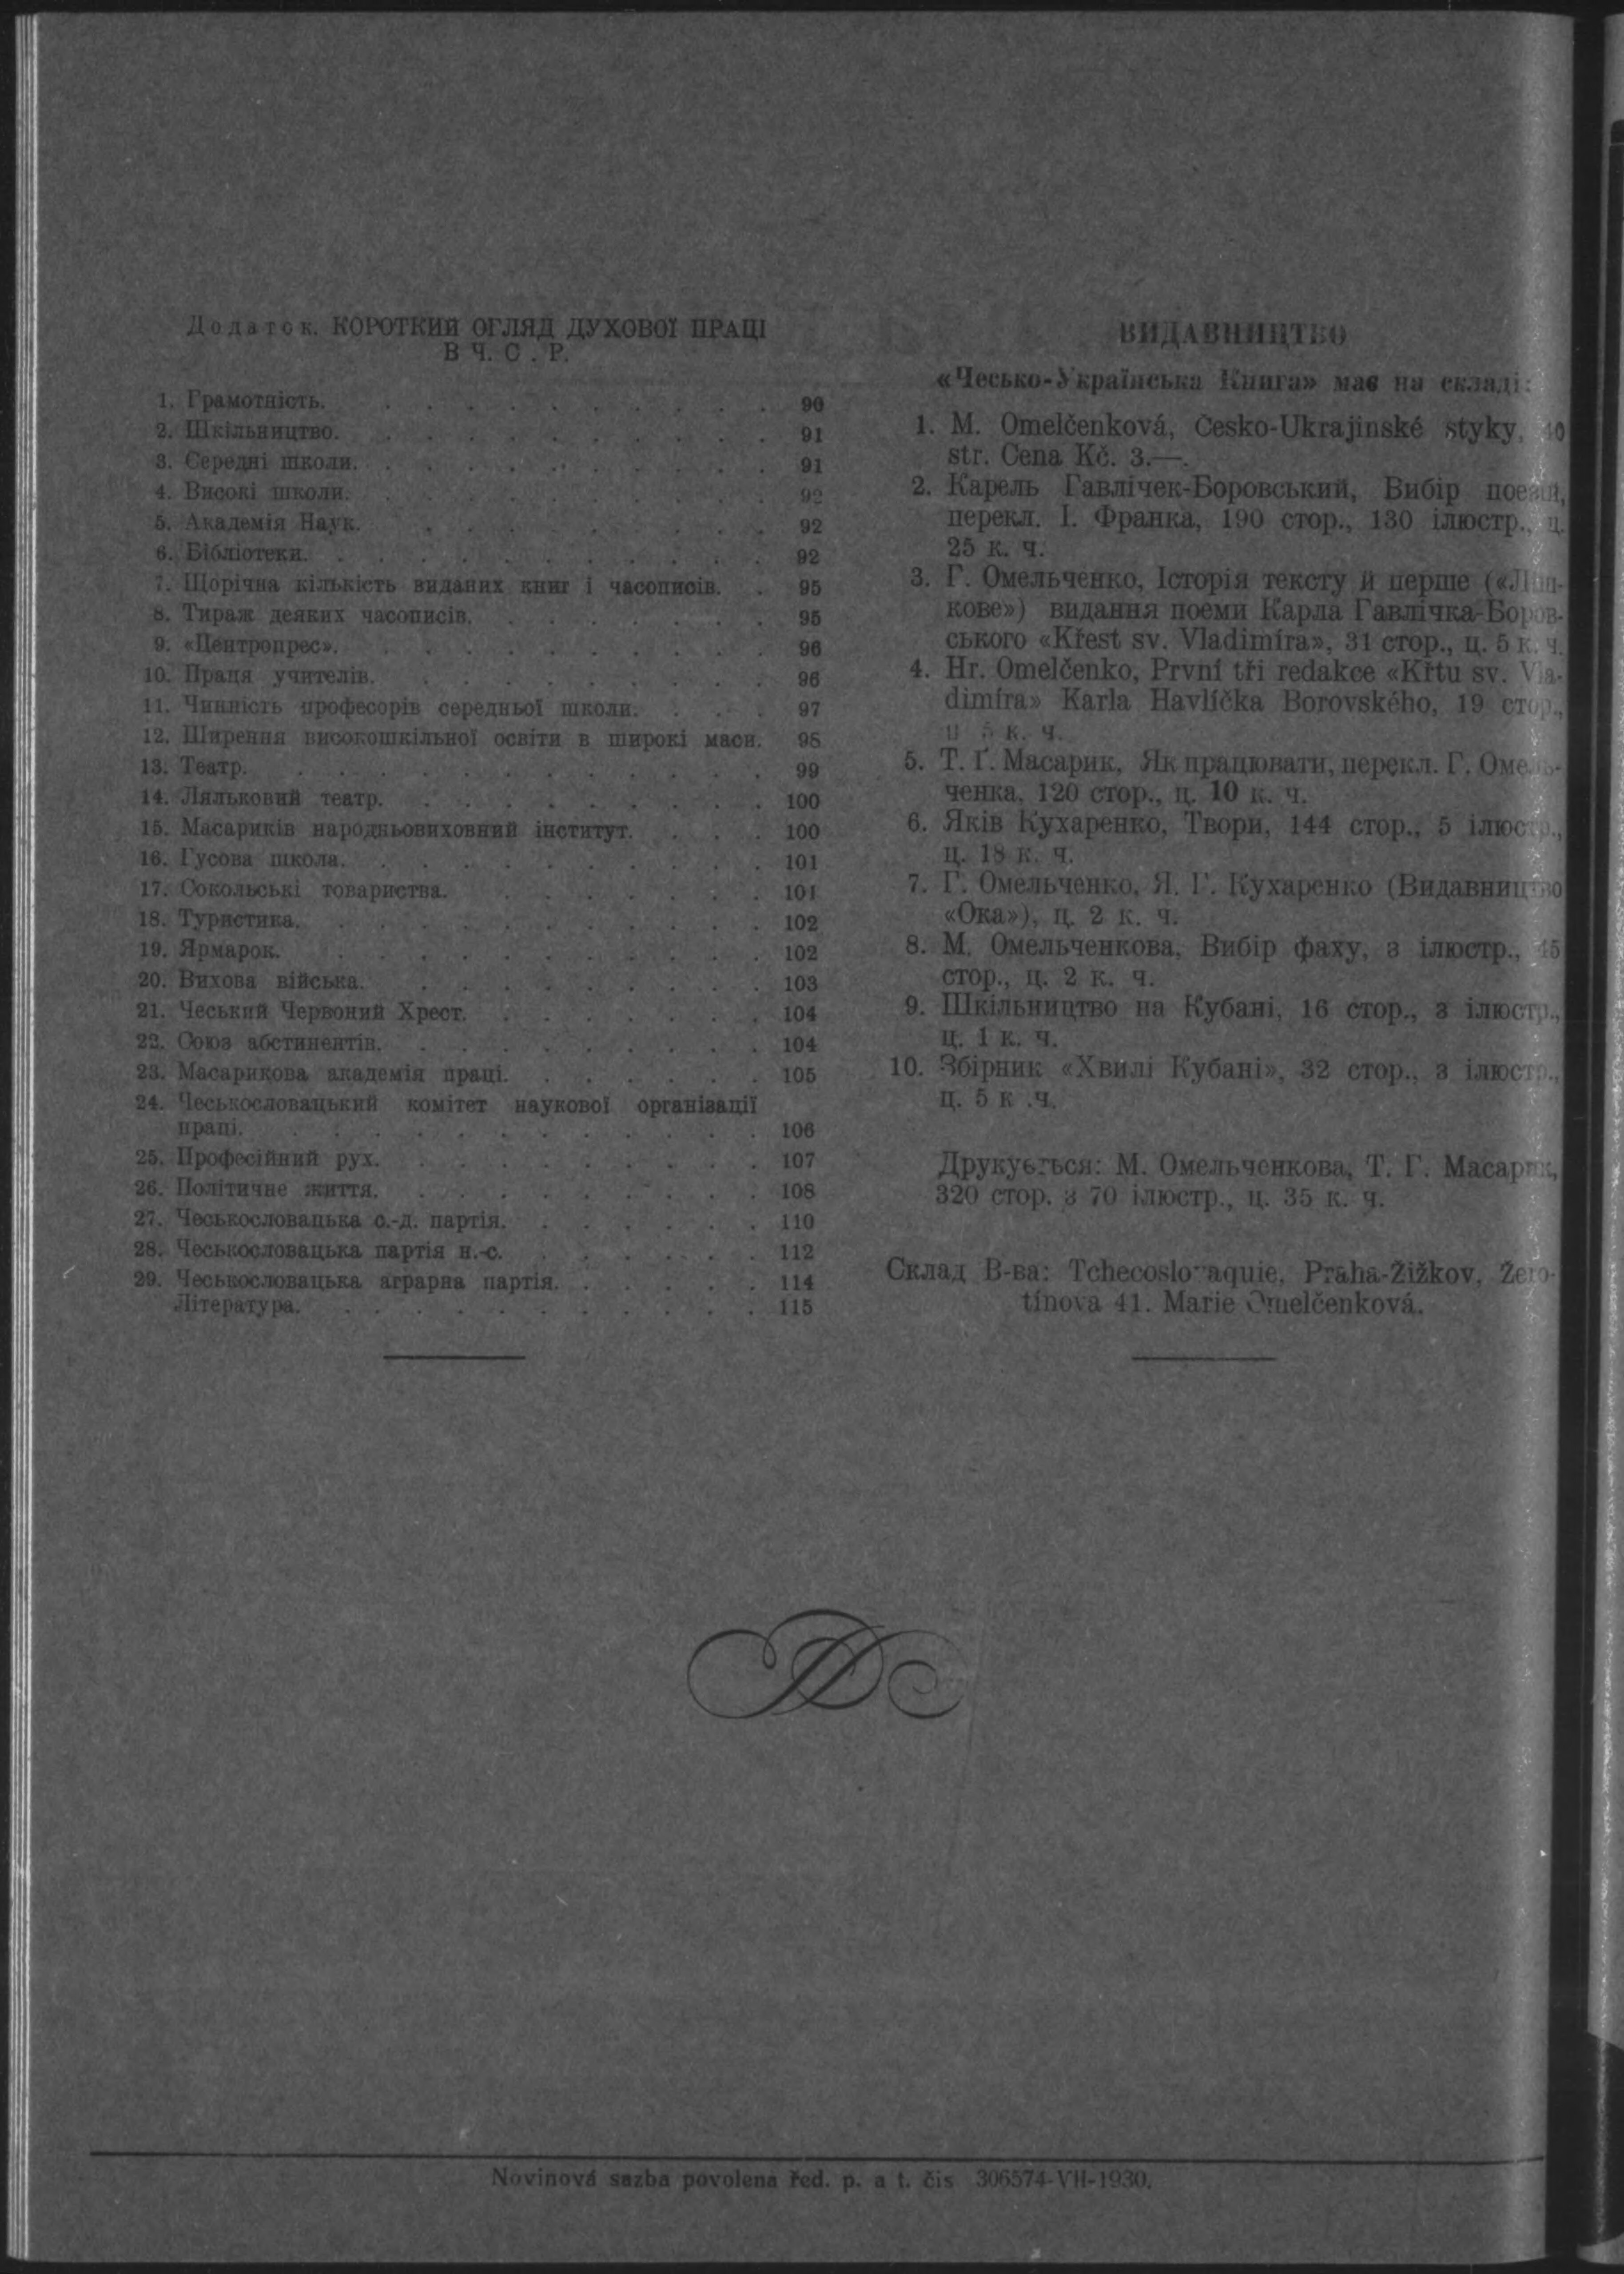 Додаток. КОРОТКИЙ ОГЛЯД ДУХОВОЇ ПРАЦІ
В Ч. С . Р.
1. Грамотність. . . . . . . . . . . 90
2. Шкільництво. . . . . . . . . . . 91
3. Середні школи. . . . . . . . . . . 91
4. Високі школи. . . . . . . . . . . 92
5. Академія Наук. . . . . . . . . . 92
6. Бібліотеки. . . . . . . . . . . . 92
7. Щорічна кількість виданих книг і часописів. . 95
8. Тираж деяких часописів. . . . . . . . 95
9. «Центропрес». . . . . . . . . . . 96
10. Праця учителів. . . . . . . . . . 96
11. Чинність професорів середньої школи. . . . 97
12. Ширення високошкільної освіти в широкі маси. 98
13. Театр. . . . . . . . . . . . . 99
14. Ляльковий театр. . . . . . . . . . 100
15. Масариків народньовиховний інститут. . . . 100
16. Гусова школа. . . . . . . . . . . 101
17. Сокольські товариства. . . . . . . . 101
18. Туристика. . . . . . . . . . . . 102
19. Ярмарок. . . . . . . . . . . . 102
20. Вихова війська. . . . . . . . . . 103
21. Чеський Червоний Хрест. . . . . . . . 104
22. Союз абстинентів. . . . . . . . . . 104
23. Масарикова академія праці. . . . . . . 105
24. Чеськословацький комітет наукової організації
праці. . . . . . . . . . . . . 106
25. Професійний рух. . . . . . . . . . 107
26. Політичне життя. . . . . . . . . . 108
27. Чеськословацька с.-д. партія. . . . . . . 110
28. Чеськословацька партія н.-с. . . . . . . 112
29. Чеськословацька аграрна партія. . . . . . 114
Література. . . . . . . . . . . . 115
ВИДАВНИЦТВО
«Чесько-Українська Книга» має на складі:
1. M. Omelčenková, Česko-Ukrajinské styky, 40
str. Cena Kč. 3.—.
2. Карель Гавлічек-Боровський, Вибір поезій,
перекл. І. Франка, 190 стор., 130 ілюстр., ц.
25 к. ч.
3. Г. Омельченко, Історія тексту й перше («Лип-
кове») видання поеми Карла Гавлічка-Боров-
ського «Křest sv. Vladimíra», 31 стор., ц. 5 к. ч.
4. Hr. Omelčenko, První tři redakce «Křtu sv. Vla-
dimíra» Karla Havlíčka Borovského, 19 стор.,
ц 5 к. ч.
5. Т. Ґ. Масарик, Як працювати, перекл. Г. Омель-
ченка, 120 стор., ц. 10 к. ч.
6. Яків Кухаренко, Твори, 144 стор., 5 ілюстр.,
ц. 18 к. ч.
7. Г. Омельченко, Я. Г. Кухаренко (Видавництво
«Ока»), ц. 2 к. ч.
8. М. Омельченкова, Вибір фаху, з ілюстр., 45
стор., ц. 2 к. ч.
9. Шкільництво на Кубані, 16 стор., з ілюстр.,
ц. 1 к. ч.
10. Збірник «Хвилі Кубані», 32 стор., з ілюстр.,
ц. 5 к .ч.
Друкується: М. Омельченкова, Т. Г. Масарик,
320 стор. з 70 ілюстр., ц. 35 к. ч.
Склад В-ва: Tchecoslovaquie, Praha-Žižkov, Žero-
tínova 41. Marie Omelčenková.
Novinová sazba povolena řed. p. a t. čis 306574-VII-1930.